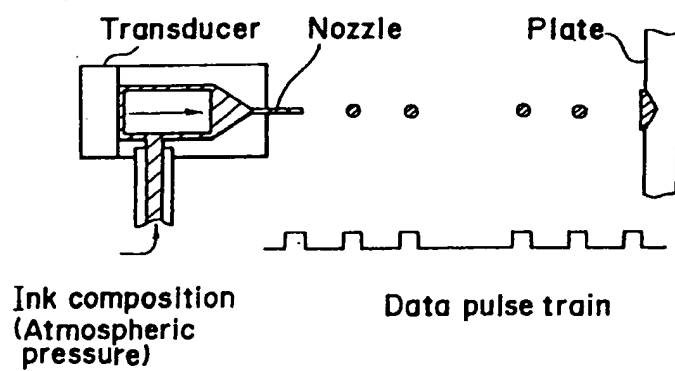 Transducer Nozzle Plate
Ink composition
(Atmospheric
pressure)
Data pulse train